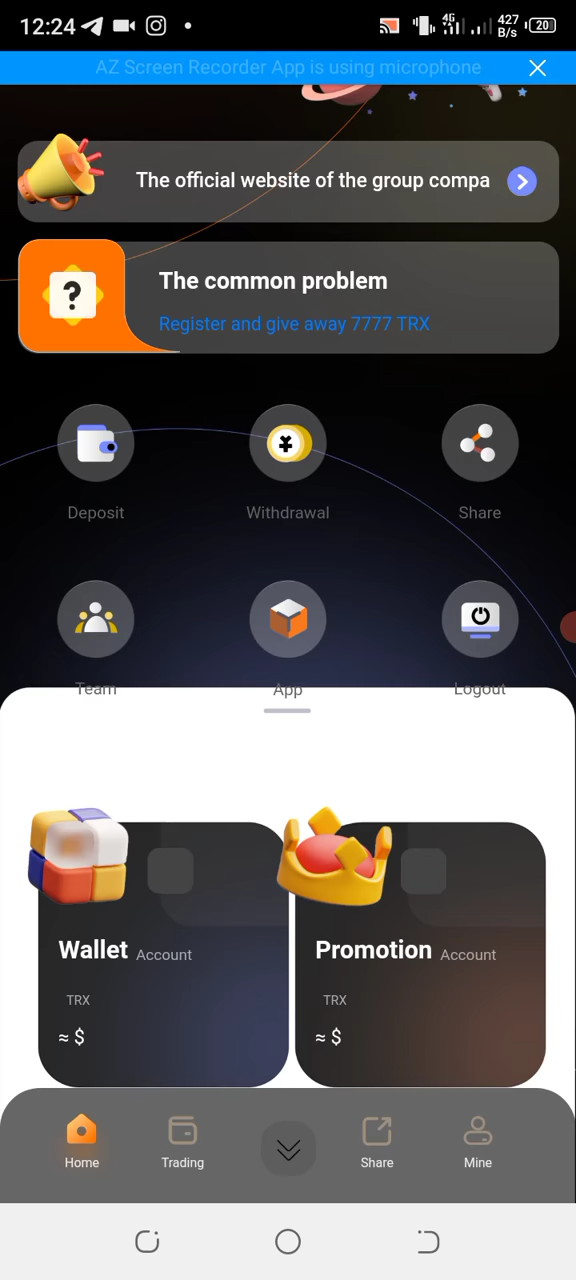 12:24
4G
427
B/s
20
AZ Screen Recorder App is using microphone
The official website of the group compa
The common problem
Register and give away 7777 TRX
Deposit
Withdrawal
Share
Team
App
Logout
Wallet Account
TRX
≈ $
Promotion Account
TRX
≈ $
Home
Trading
Share
Mine